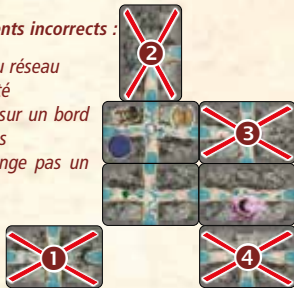 nts incorrects :
u réseau
té
sur un bord
s
nge pas un
2
3
1
4